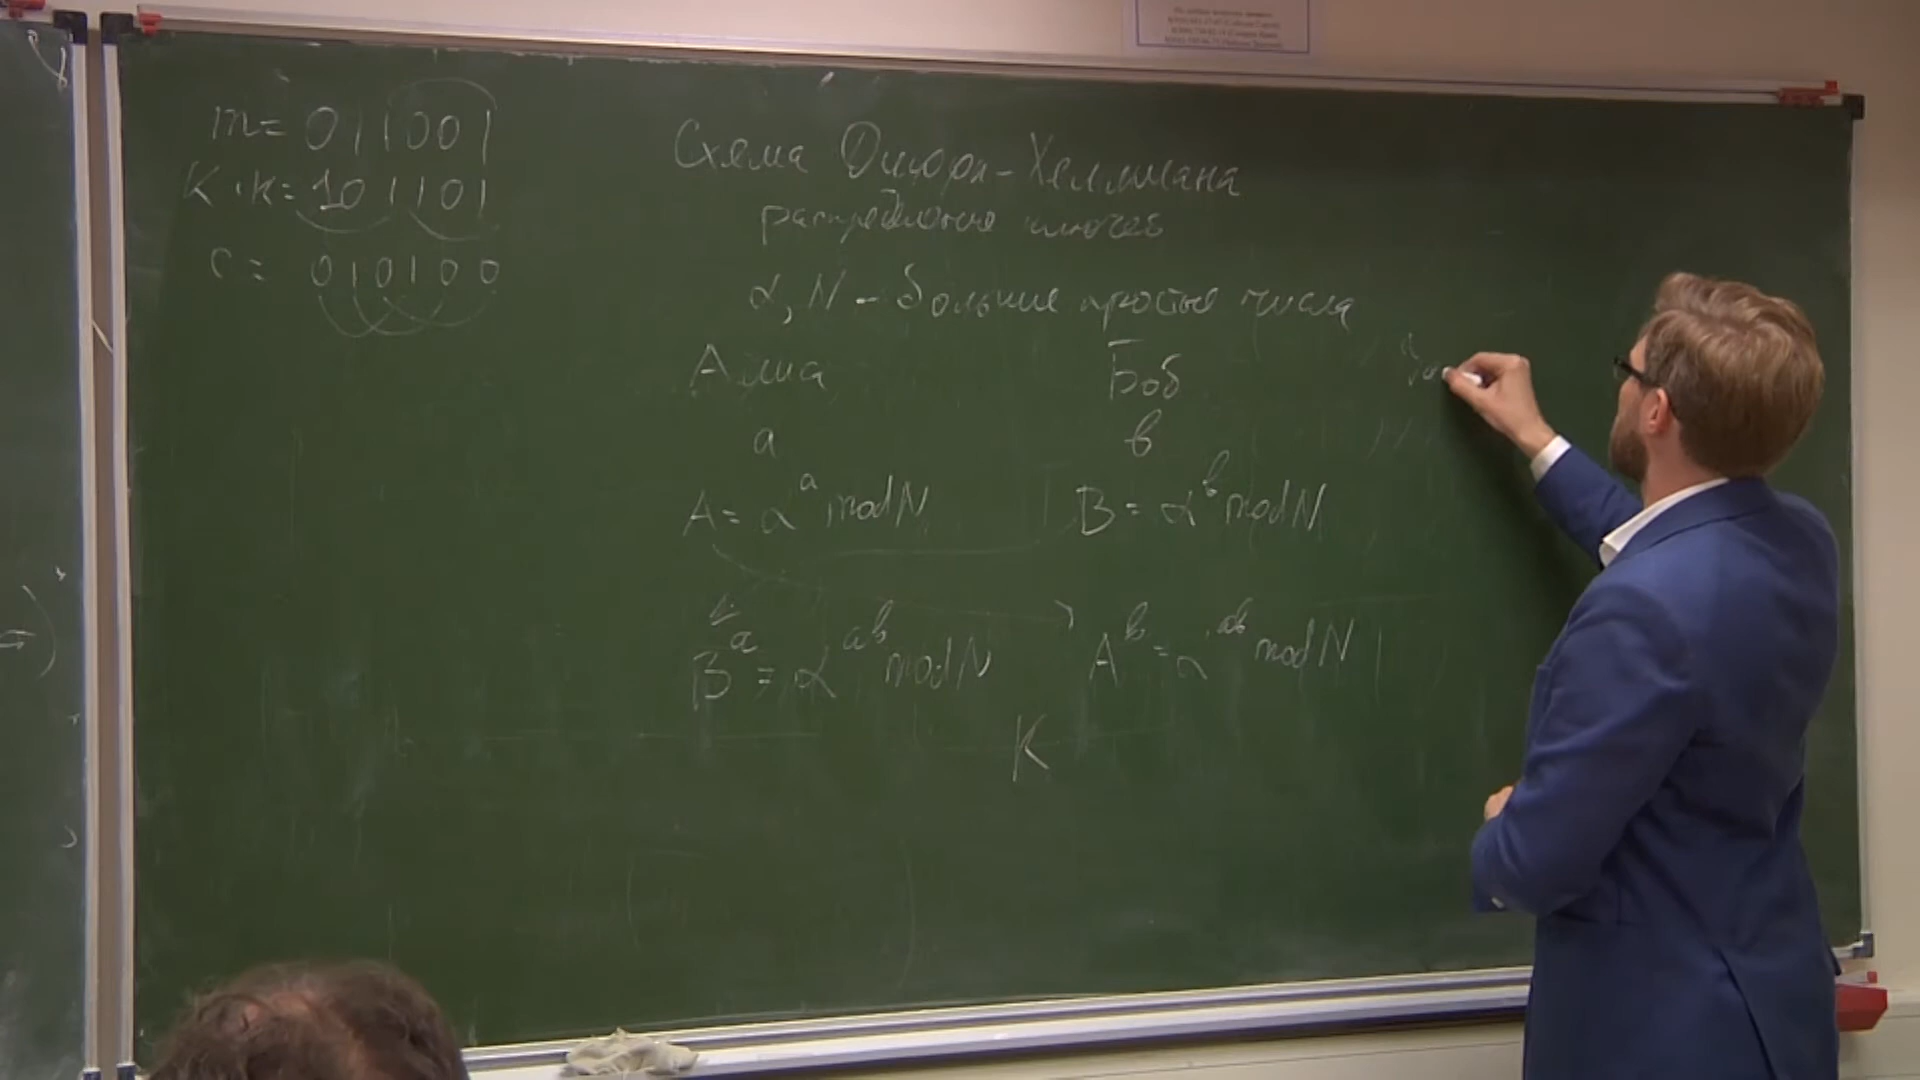 m= 011001
K·K= 101101
c= 010100
Схема Диффи-Хеллмана
распределения ключей
α, N - большие простые числа
Алиса Боб
a в
A = α^a mod N B = α^в mod N
B^a = α^aв mod N A^в = α^aв mod N
K